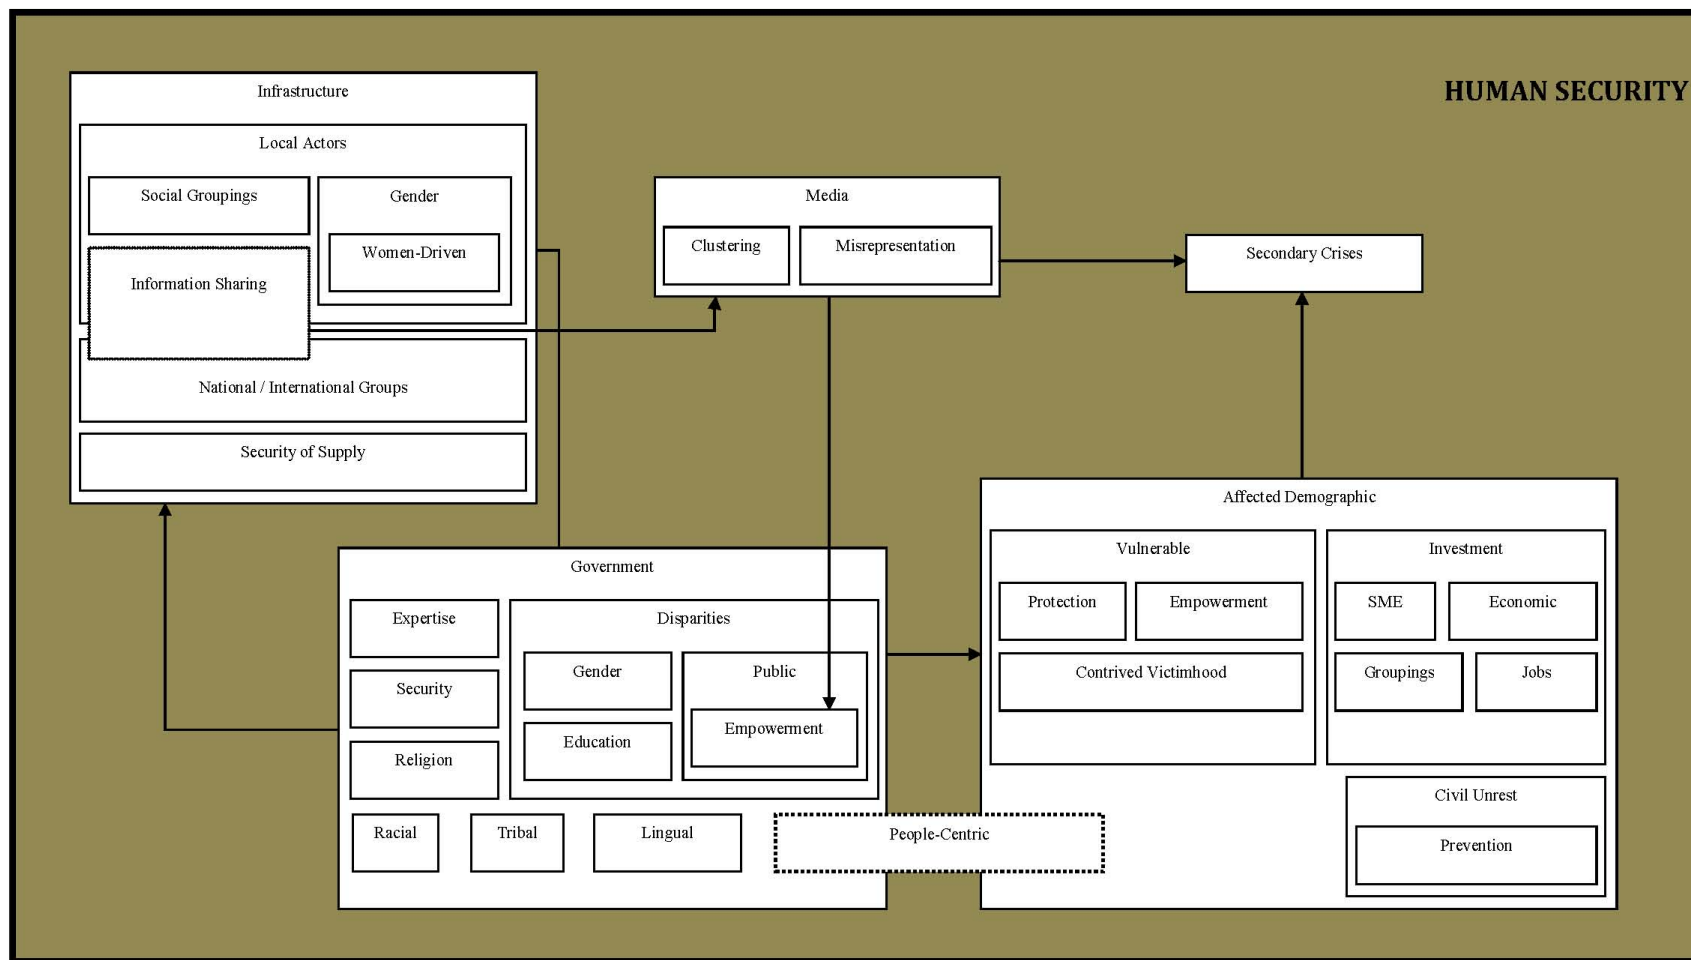 HUMAN SECURITY
Infrastructure
Local Actors
Social Groupings
Gender
Women-Driven
Information Sharing
National / International Groups
Security of Supply
Media
Clustering
Misrepresentation
Secondary Crises
Government
Expertise
Security
Religion
Disparities
Gender
Education
Public
Empowerment
Racial
Tribal
Lingual
People-Centric
Affected Demographic
Vulnerable
Protection
Empowerment
Contrived Victimhood
Investment
SME
Economic
Groupings
Jobs
Civil Unrest
Prevention